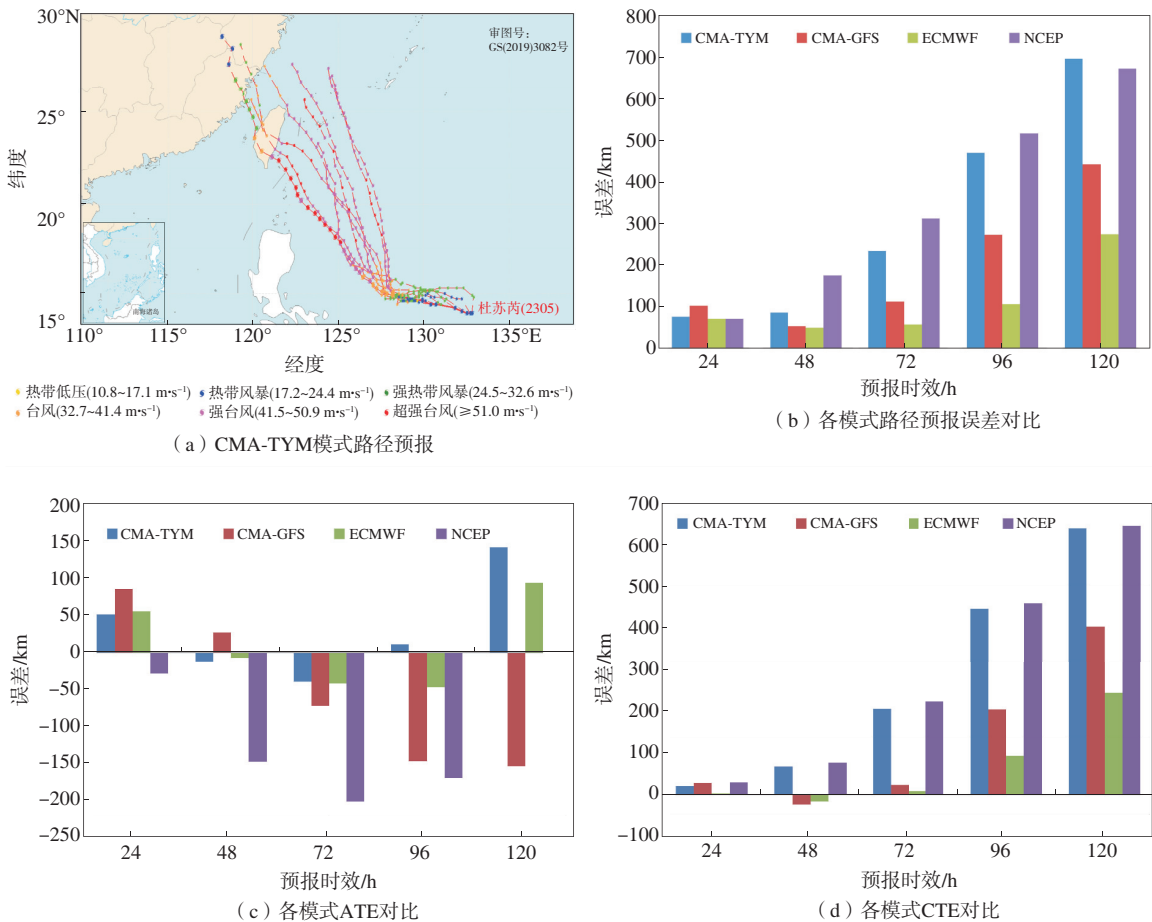 30°N
25°
20°
15°
纬度
审图号:
GS(2019)3082号
杜苏芮(2305)
南海诸岛
110° 115° 120° 125° 130° 135°E
经度
热带低压(10.8~17.1 m·s⁻¹) 热带风暴(17.2~24.4 m·s⁻¹) 强热带风暴(24.5~32.6 m·s⁻¹)
台风(32.7~41.4 m·s⁻¹) 强台风(41.5~50.9 m·s⁻¹) 超强台风(≥51.0 m·s⁻¹)
(a)CMA-TYM模式路径预报
800
700
600
500
400
300
200
100
0
误差/km
CMA-TYM CMA-GFS ECMWF NCEP
24 48 72 96 120
预报时效/h
(b)各模式路径预报误差对比
200
150
100
50
0
−50
−100
−150
−200
−250
误差/km
CMA-TYM CMA-GFS ECMWF NCEP
24 48 72 96 120
预报时效/h
(c)各模式ATE对比
700
600
500
400
300
200
100
0
−100
误差/km
CMA-TYM CMA-GFS ECMWF NCEP
24 48 72 96 120
预报时效/h
(d)各模式CTE对比